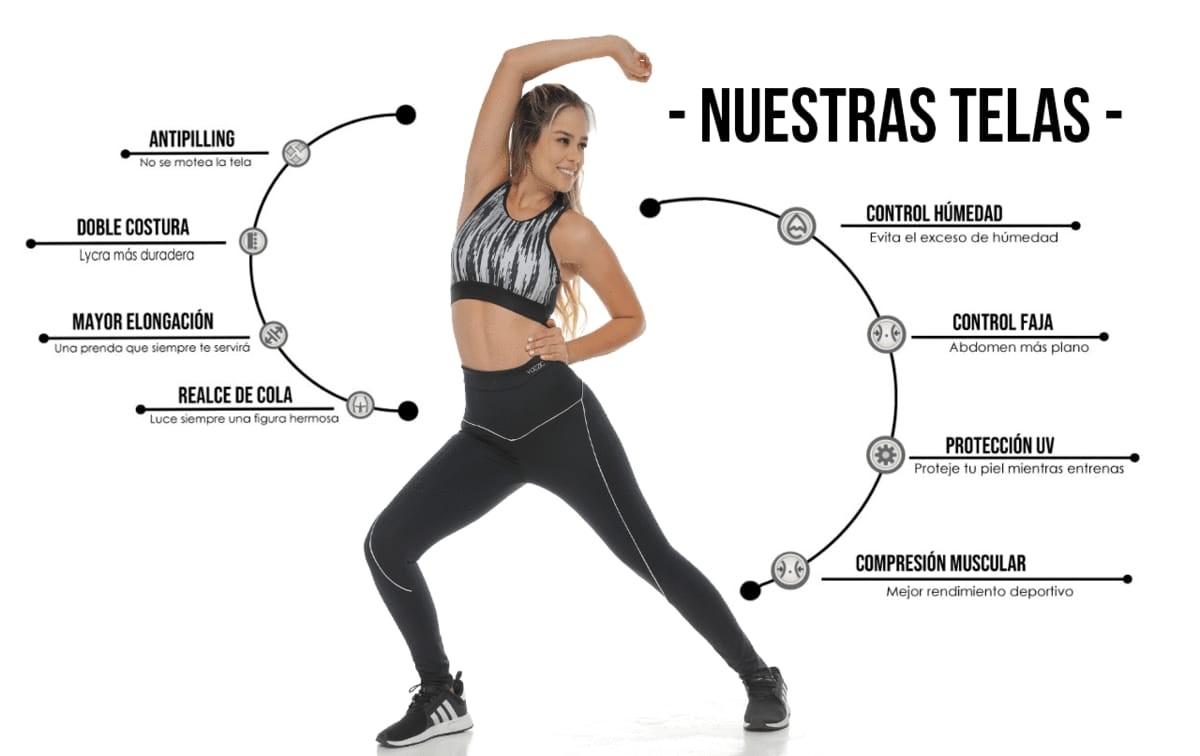 - NUESTRAS TELAS -
ANTIPILLING
No se motea la tela
DOBLE COSTURA
Lycra más duradera
MAYOR ELONGACIÓN
Una prenda que siempre te servirá
REALCE DE COLA
Luce siempre una figura hermosa
CONTROL HÚMEDAD
Evita el exceso de húmedad
CONTROL FAJA
Abdomen más plano
PROTECCIÓN UV
Proteje tu piel mientras entrenas
COMPRESIÓN MUSCULAR
Mejor rendimiento deportivo